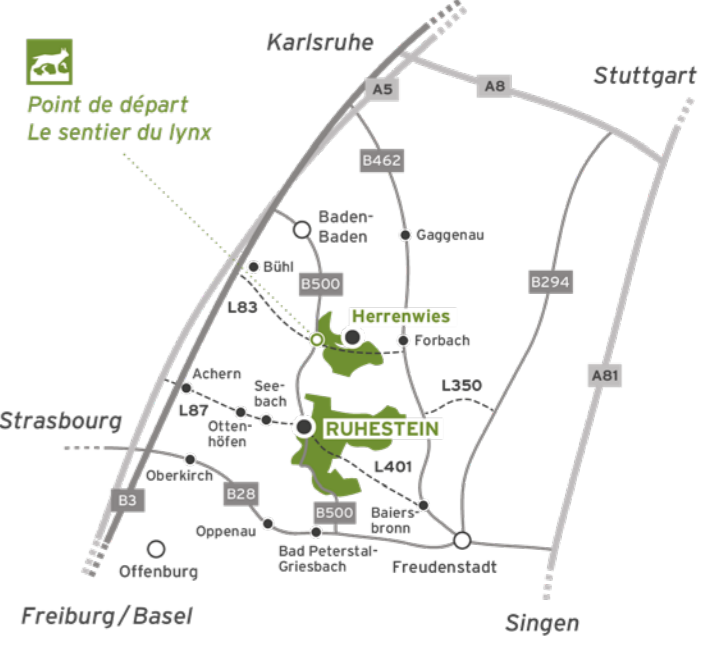 Karlsruhe
Point de départ
Le sentier du lynx
A5
A8
Stuttgart
B462
Baden-
Baden
Gaggenau
Bühl
B500
B294
L83
Herrenwies
Forbach
Achern
See-
bach
L350
A81
L87
Strasbourg
Otten-
höfen
RUHESTEIN
L401
Oberkirch
B3
B28
B500
Baiers-
bronn
Oppenau
Bad Peterstal-
Griesbach
Offenburg
Freudenstadt
Freiburg / Basel
Singen